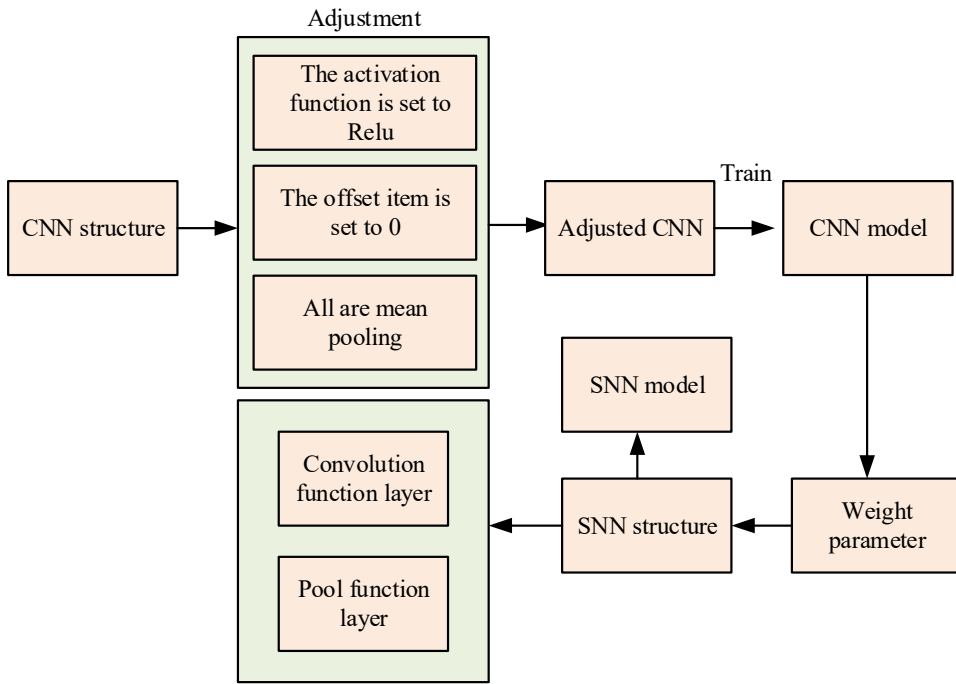 Adjustment
The activation
function is set to
Relu
CNN structure
The offset item is
set to 0
All are mean
pooling
Adjusted CNN
Train
CNN model
SNN model
Convolution
function layer
SNN structure
Weight
parameter
Pool function
layer